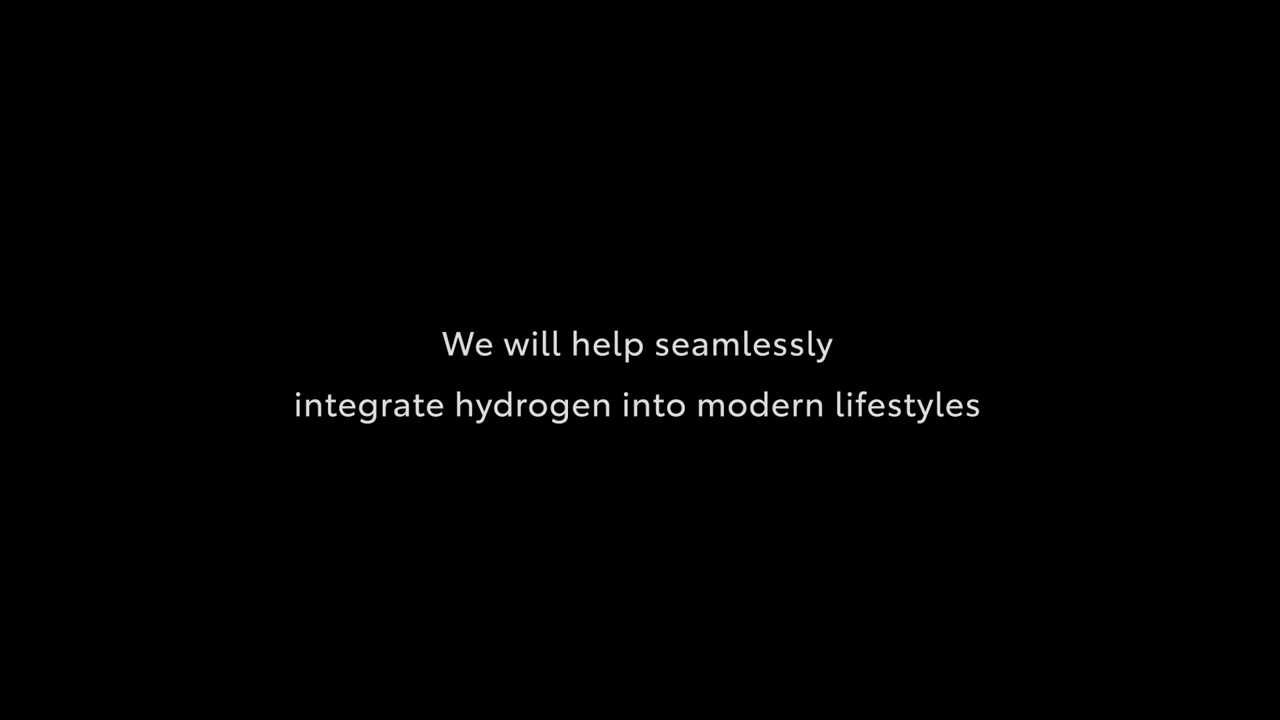 We will help seamlessly
integrate hydrogen into modern lifestyles